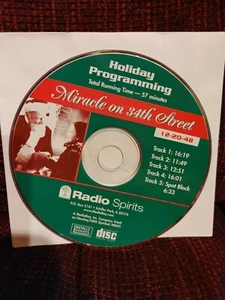 Holiday
Programming
Total Running Time — 57 minutes
Miracle on 34th Street
12-20-48
Track 1: 16:19
Track 2: 11:49
Track 3: 12:51
Track 4: 16:01
Track 5: Spot Block
6:33
Radio Spirits
DISC